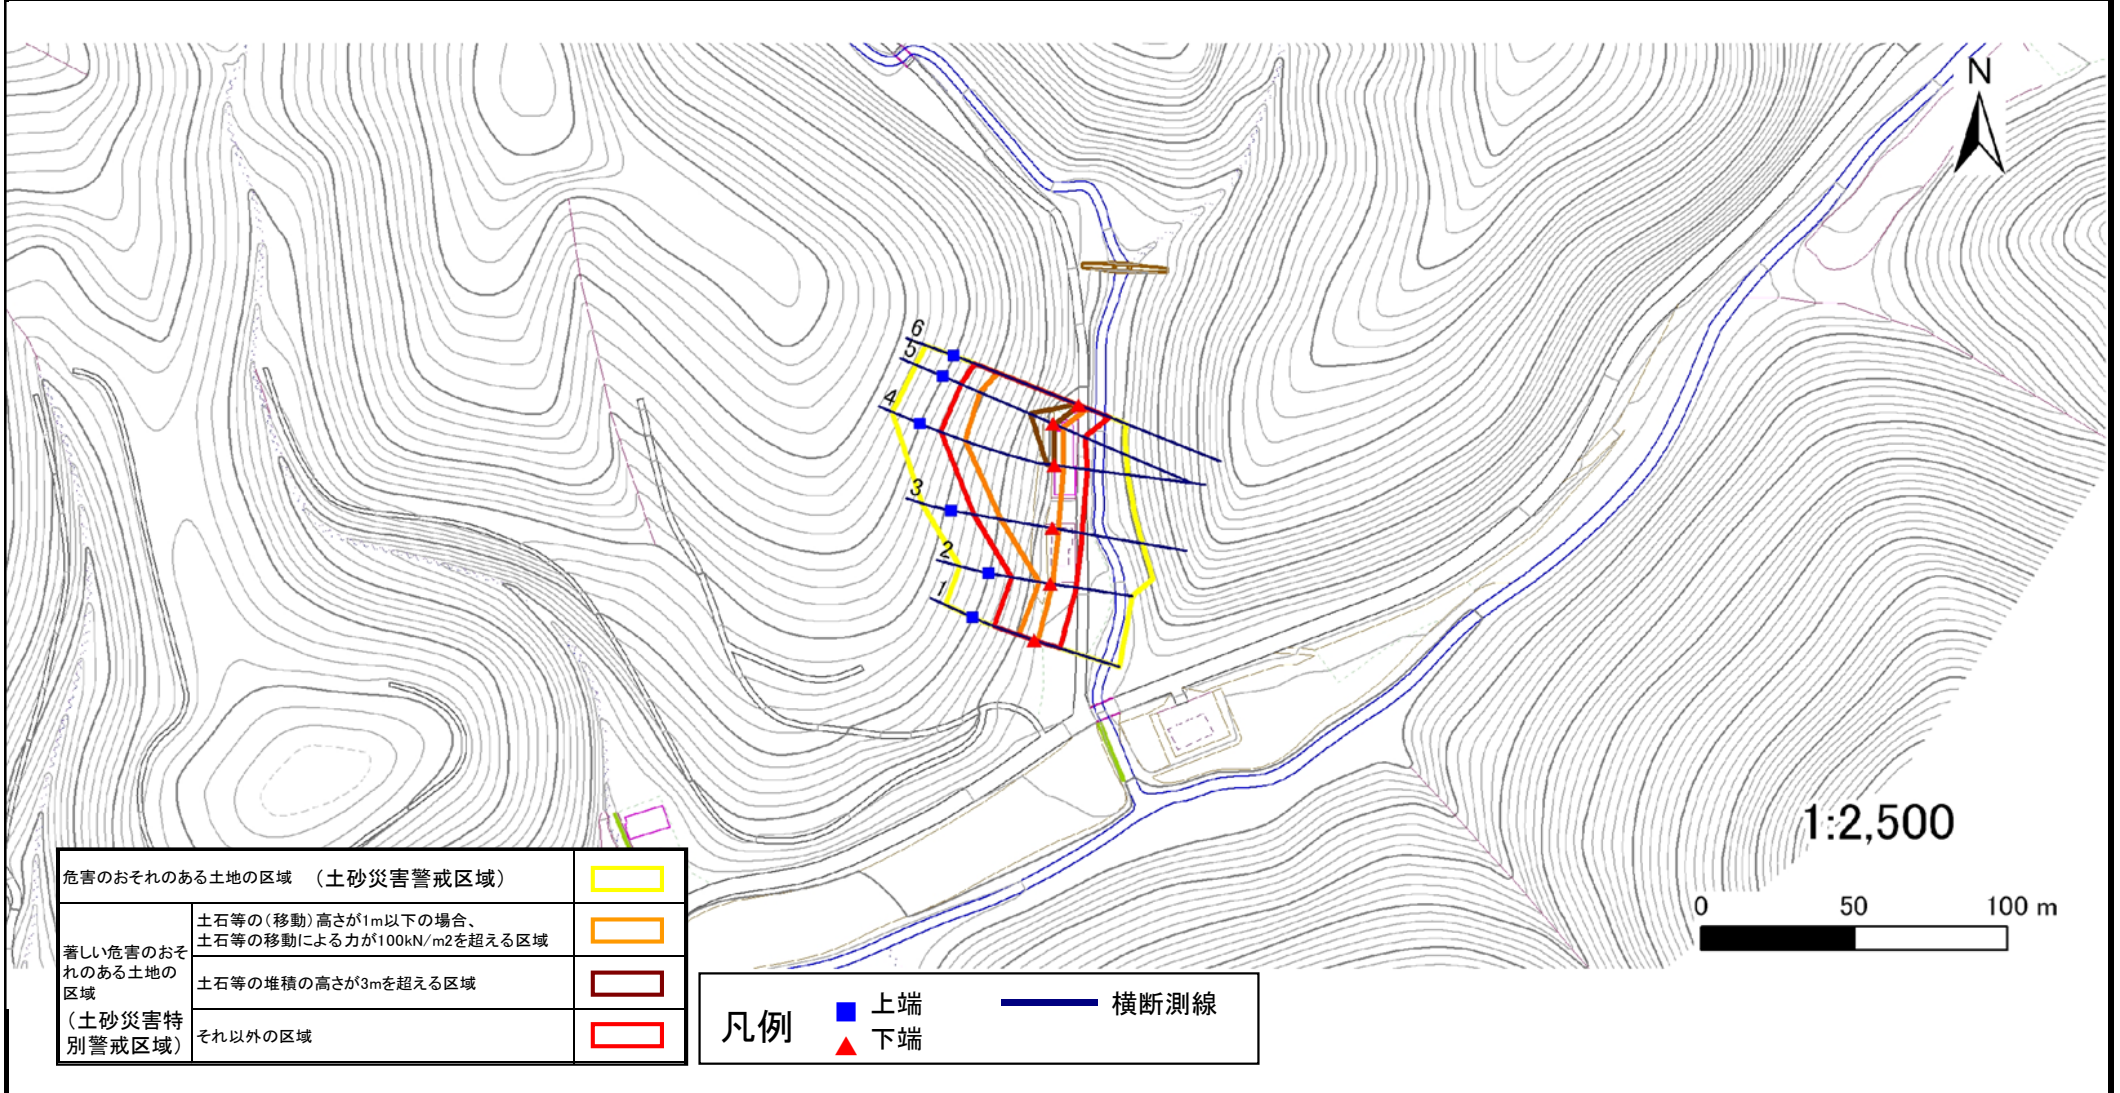 N
6
5
4
3
2
1
1:2,500
0 50 100 m
危害のおそれのある土地の区域 （土砂災害警戒区域）
著しい危害のおそ
れのある土地の
区域
（土砂災害特
別警戒区域）
土石等の（移動）高さが1m以下の場合、
土石等の移動による力が100kN/m2を超える区域
土石等の堆積の高さが3mを超える区域
それ以外の区域
凡例
上端
下端
横断測線